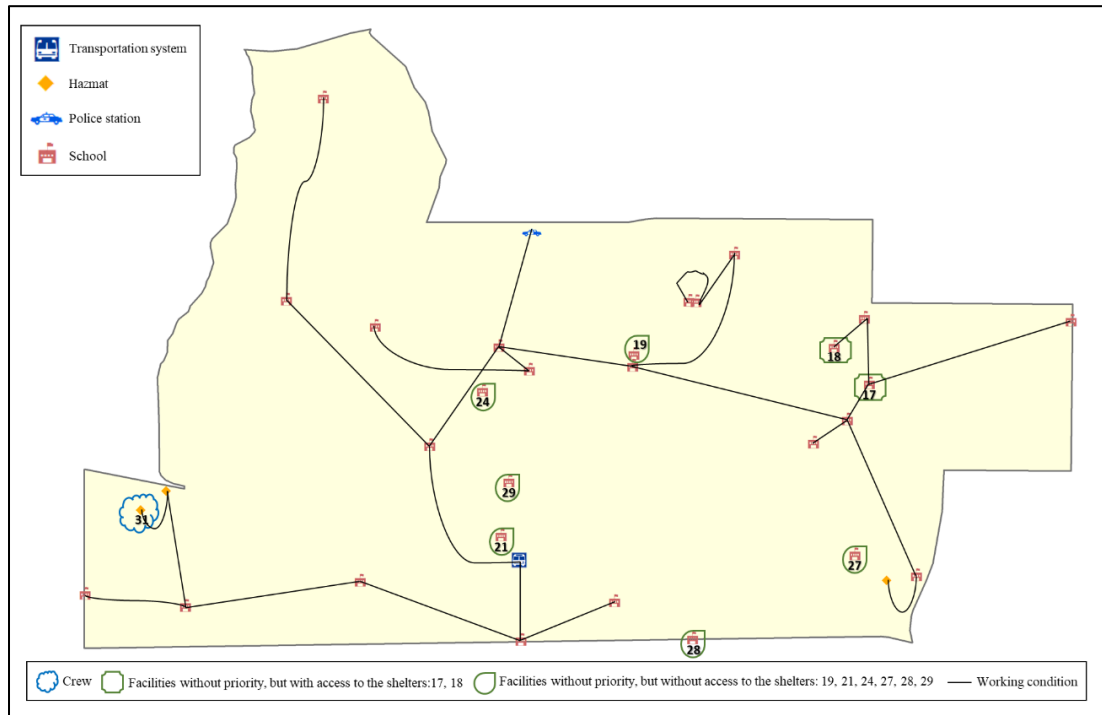 Transportation system
Hazmat
Police station
School
19
18
17
24
29
31
21
27
28
Crew
Facilities without priority, but with access to the shelters:17, 18
Facilities without priority, but without access to the shelters: 19, 21, 24, 27, 28, 29
Working condition